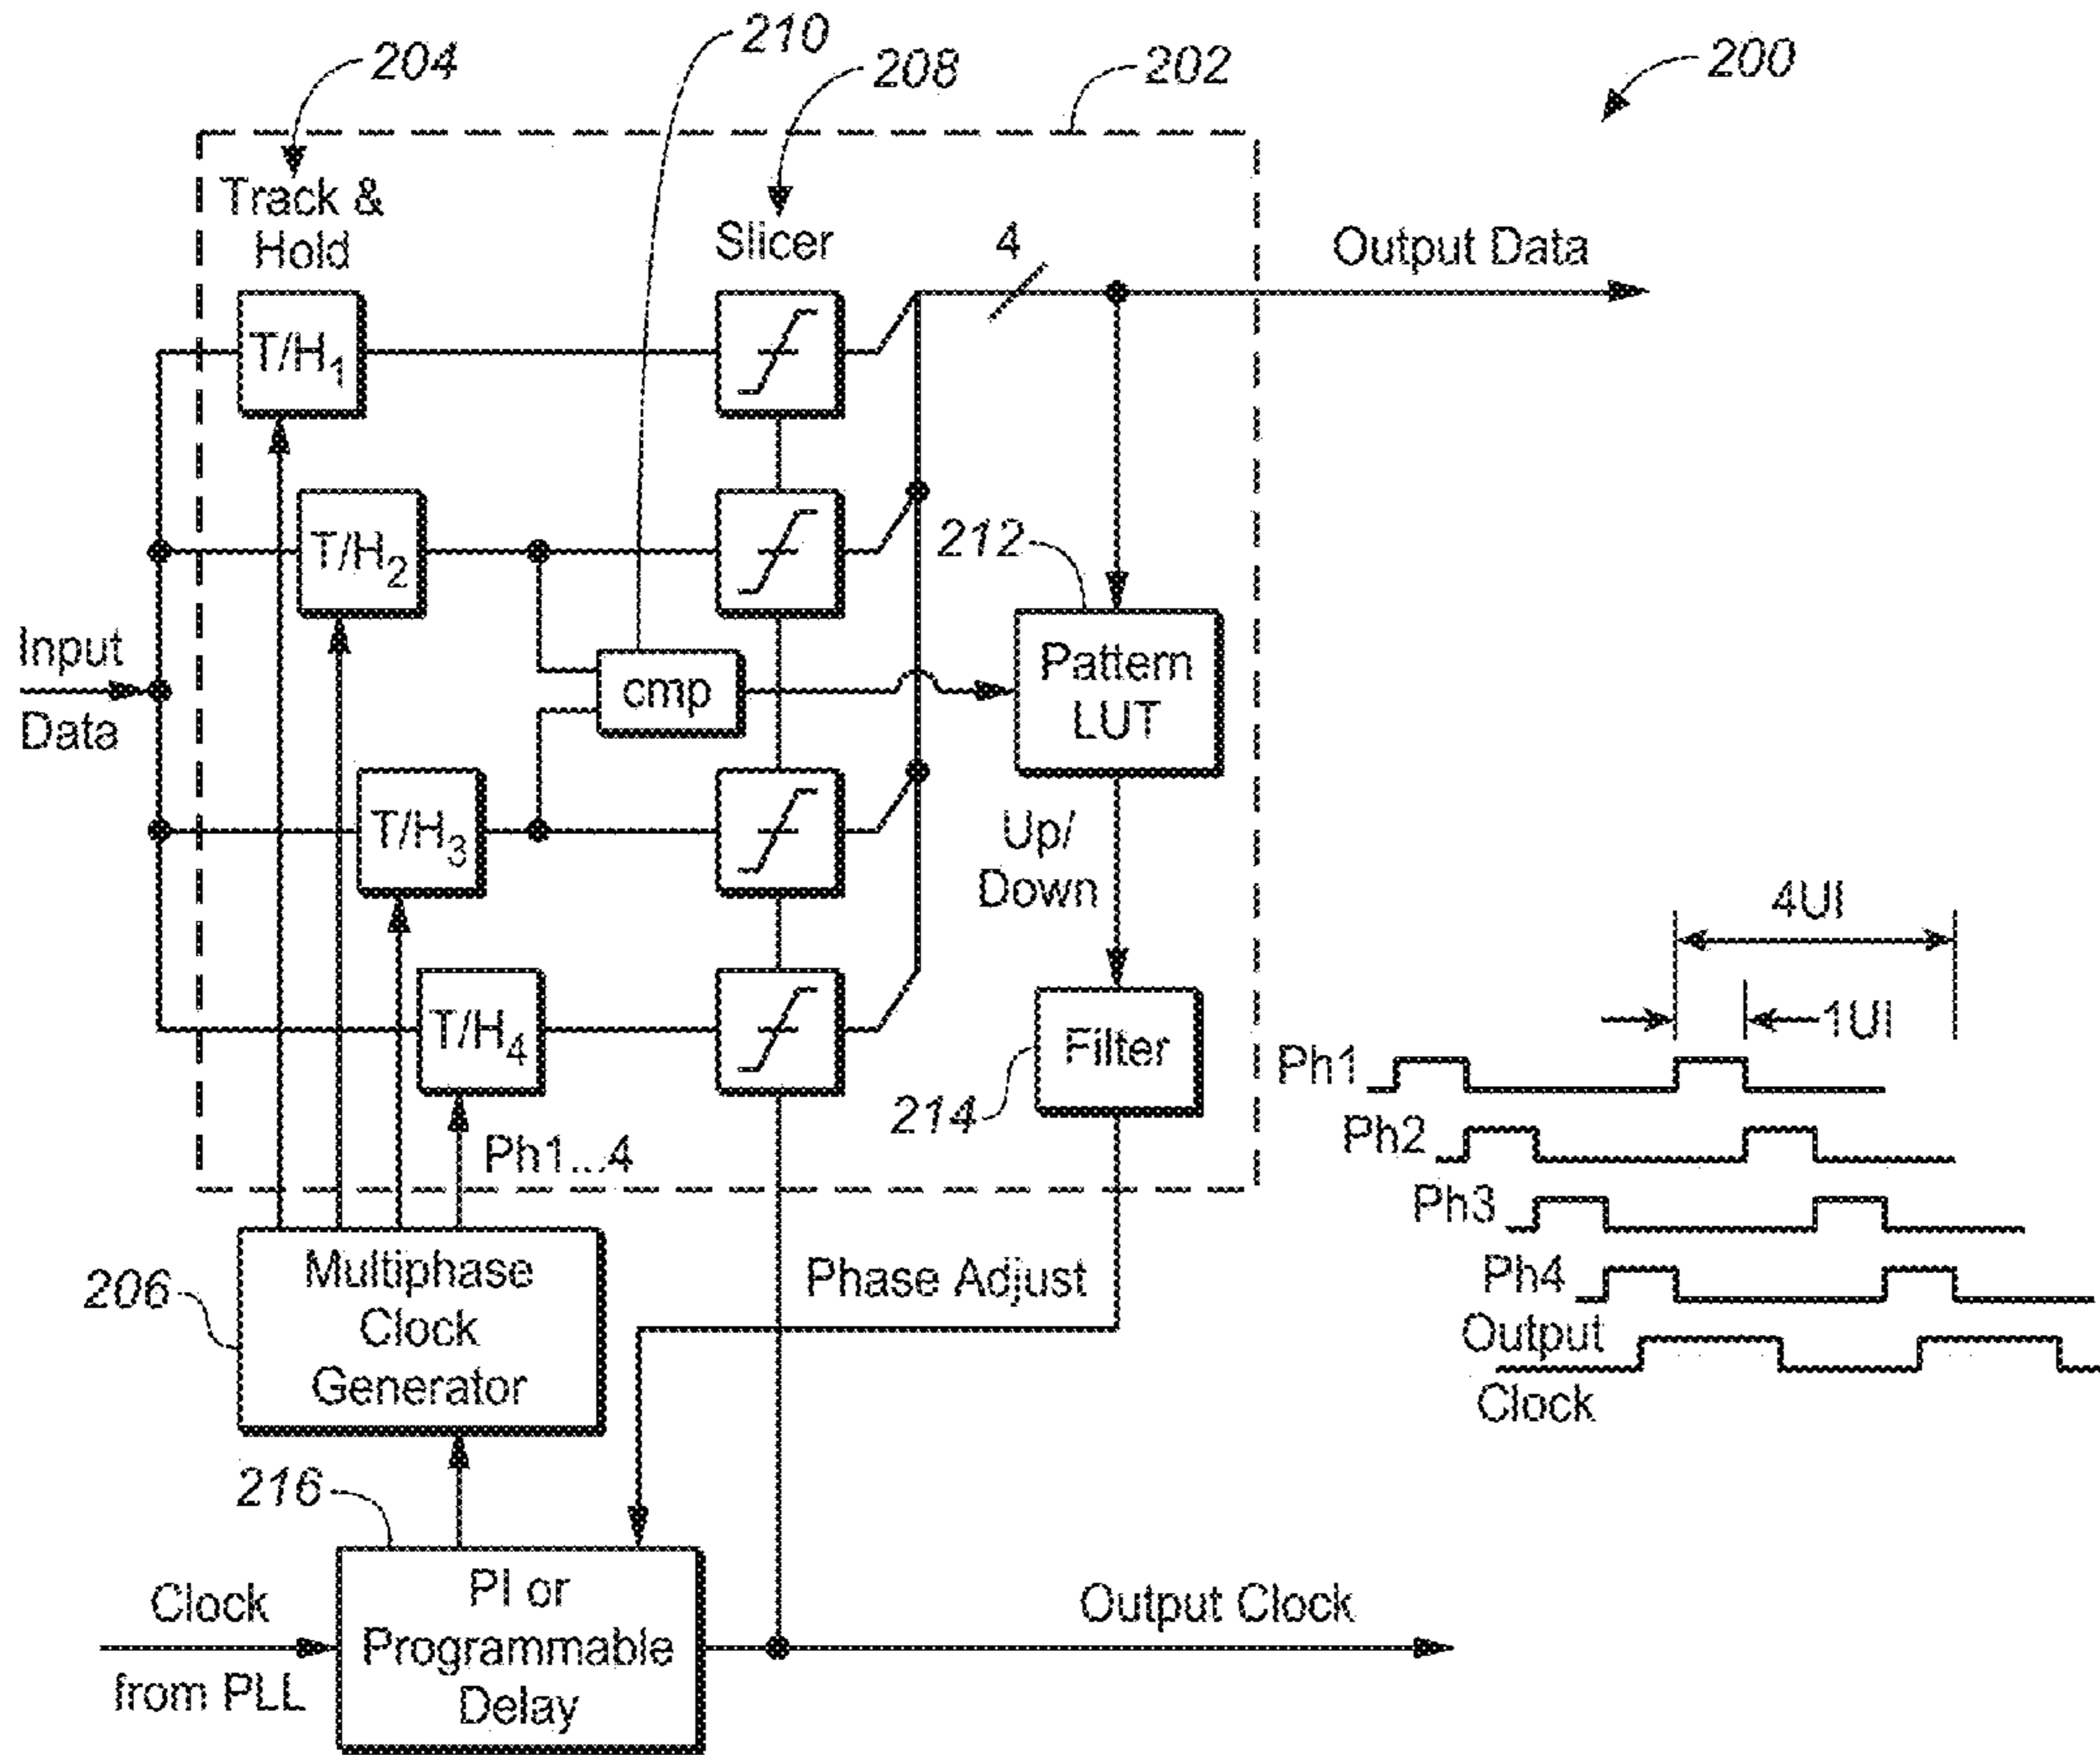 210
204
208
202
200
Track &
Hold
Slicer
4
Output Data
T/H1
T/H2
212
Input
Data
cmp
Pattern
LUT
T/H3
Up/
Down
4UI
T/H4
Filter
1UI
Ph1
214
Ph2
Ph1...4
Ph3
Multiphase
Clock
Generator
206
Phase Adjust
Ph4
Output
Clock
216
Clock
from PLL
PI or
Programmable
Delay
Output Clock